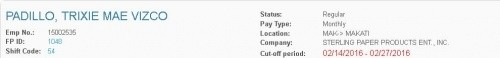 PADILLO, TRIXIE MAE VIZCO
Emp No.: 15002535
FP ID: 1048
Shift Code: 54
Status: Regular
Pay Type: Monthly
Location: MAK-> MAKATI
Company: STERLING PAPER PRODUCTS ENT., INC.
Cut-off period: 02/14/2016 - 02/27/2016